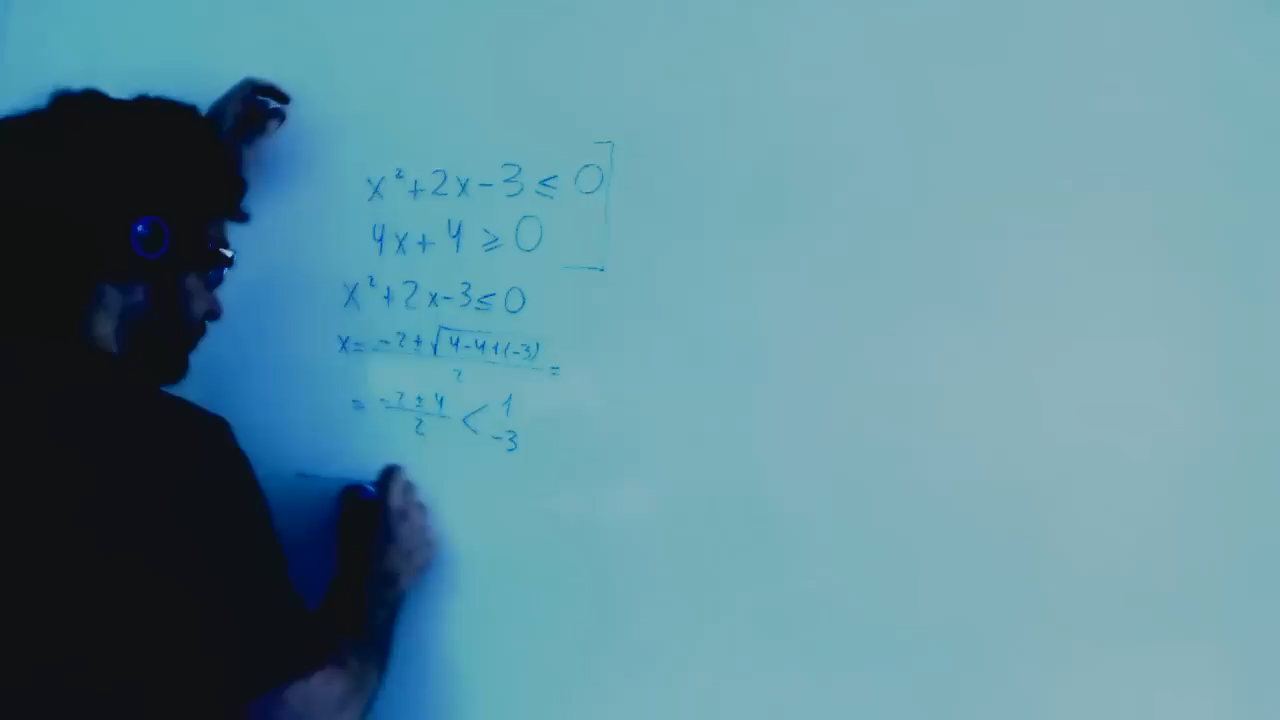 x²+2x-3≤0]
4x+4≥0
x²+2x-3≤0
x= -2±√4-4·1·(-3) / 2 =
= -2±4 / 2 < 1 -3